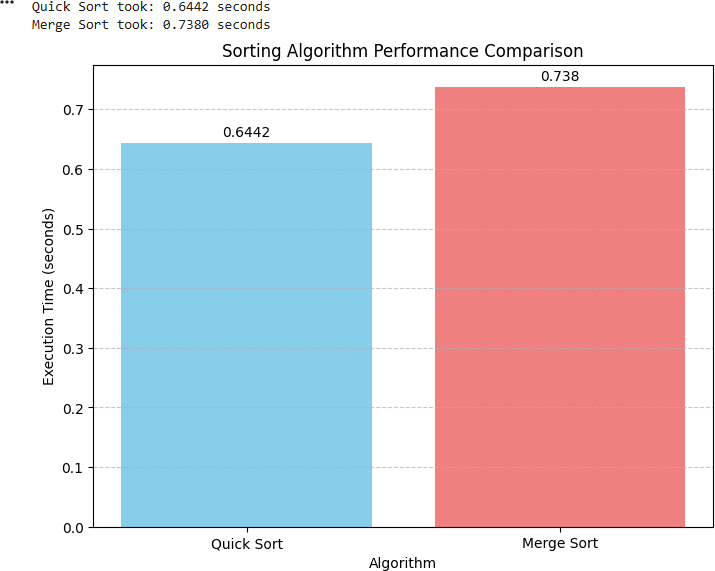 Quick Sort took: 0.6442 seconds
Merge Sort took: 0.7380 seconds
Sorting Algorithm Performance Comparison
0.738
0.6442
0.7
0.6
0.5
0.4
0.3
0.2
0.1
0.0
Execution Time (seconds)
Quick Sort
Merge Sort
Algorithm